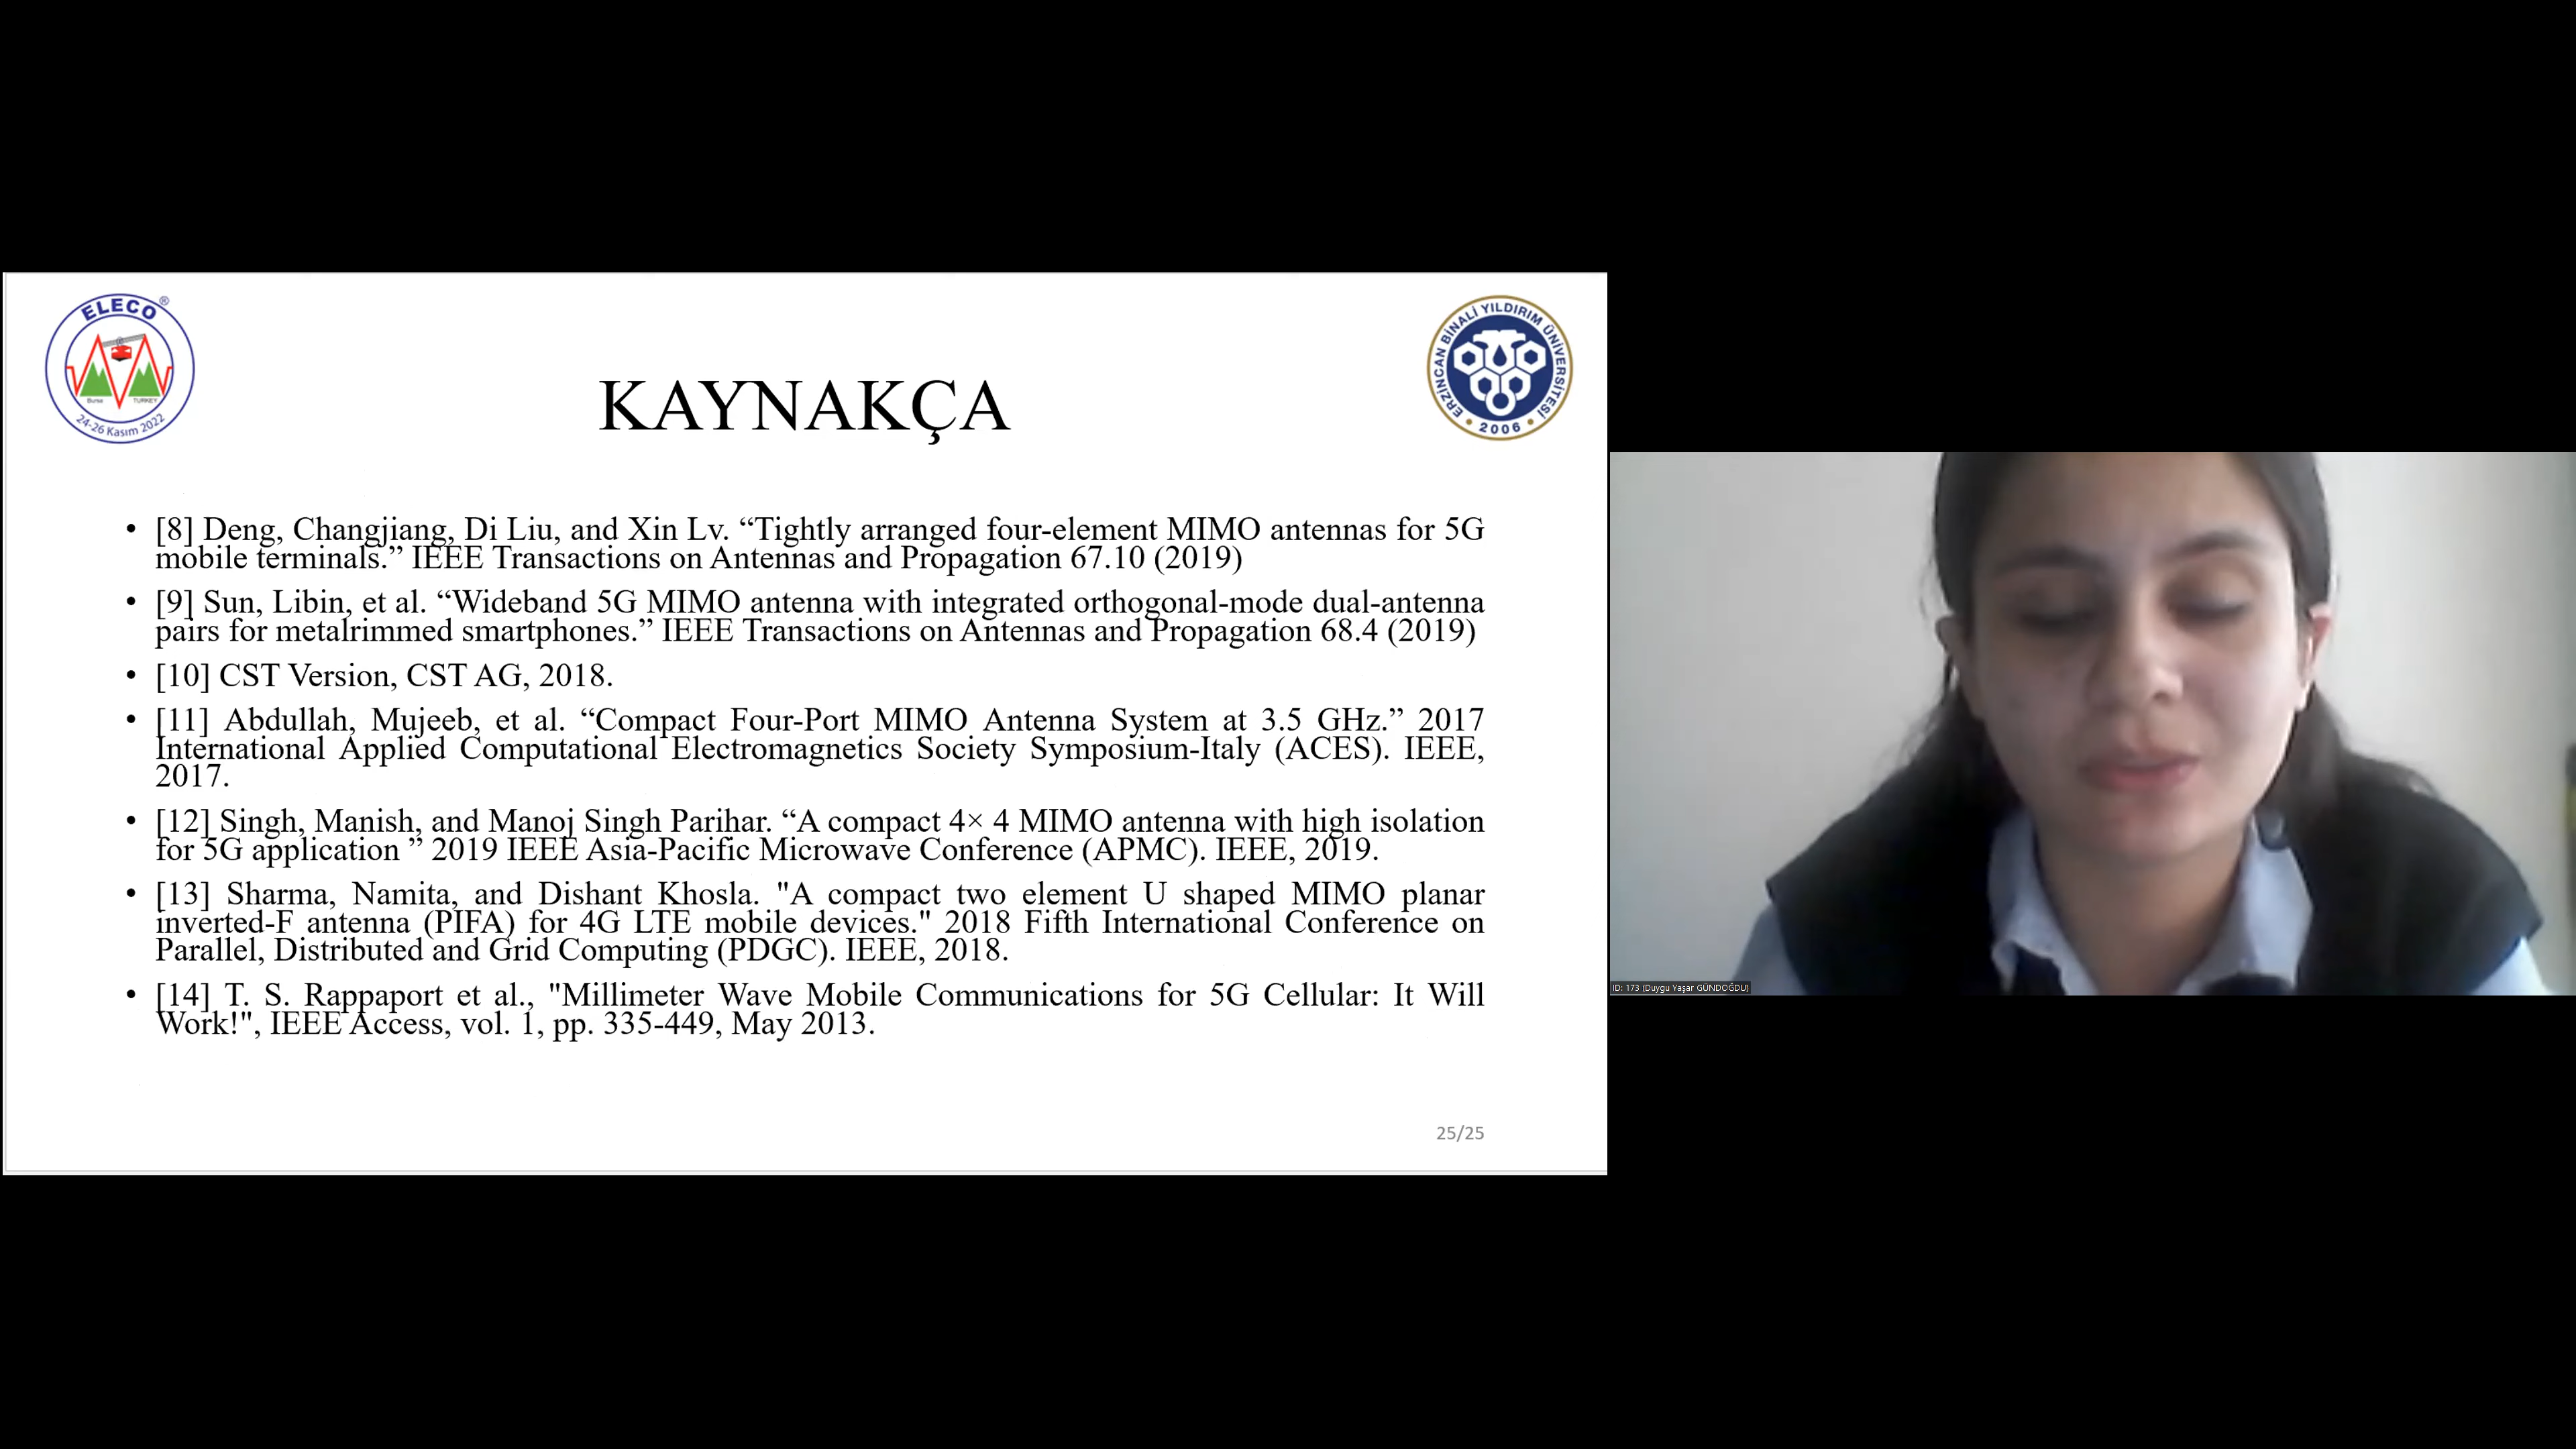 ELECO®
Bursa TURKEY
24-26 Kasım 2022
ERZİNCAN BİNALİ YILDIRIM ÜNİVERSİTESİ
• 2006 •
KAYNAKÇA
• [8] Deng, Changjiang, Di Liu, and Xin Lv. “Tightly arranged four-element MIMO antennas for 5G
mobile terminals.” IEEE Transactions on Antennas and Propagation 67.10 (2019)
• [9] Sun, Libin, et al. “Wideband 5G MIMO antenna with integrated orthogonal-mode dual-antenna
pairs for metalrimmed smartphones.” IEEE Transactions on Antennas and Propagation 68.4 (2019)
• [10] CST Version, CST AG, 2018.
• [11] Abdullah, Mujeeb, et al. “Compact Four-Port MIMO Antenna System at 3.5 GHz.” 2017
International Applied Computational Electromagnetics Society Symposium-Italy (ACES). IEEE,
2017.
• [12] Singh, Manish, and Manoj Singh Parihar. “A compact 4× 4 MIMO antenna with high isolation
for 5G application ” 2019 IEEE Asia-Pacific Microwave Conference (APMC). IEEE, 2019.
• [13] Sharma, Namita, and Dishant Khosla. "A compact two element U shaped MIMO planar
inverted-F antenna (PIFA) for 4G LTE mobile devices." 2018 Fifth International Conference on
Parallel, Distributed and Grid Computing (PDGC). IEEE, 2018.
• [14] T. S. Rappaport et al., "Millimeter Wave Mobile Communications for 5G Cellular: It Will
Work!", IEEE Access, vol. 1, pp. 335-449, May 2013.
25/25
ID: 173 (Duygu Yaşar GÜNDOĞDU)